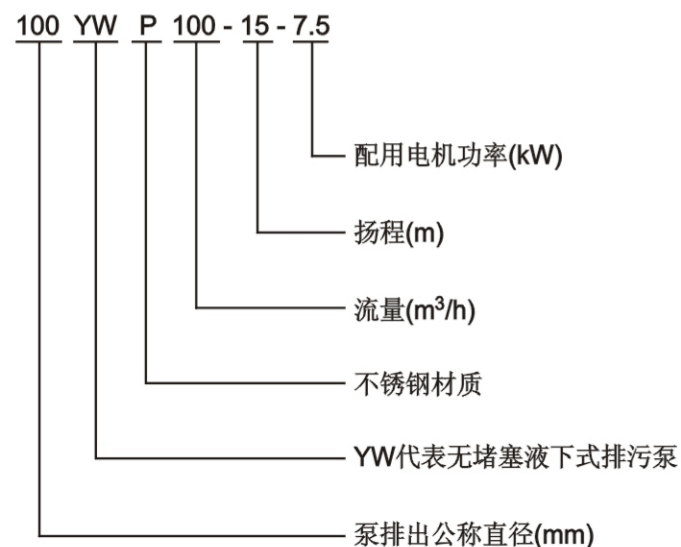 100 YW P 100 - 15 - 7.5
配用电机功率(kW)
扬程(m)
流量(m³/h)
不锈钢材质
YW代表无堵塞液下式排污泵
泵排出公称直径(mm)